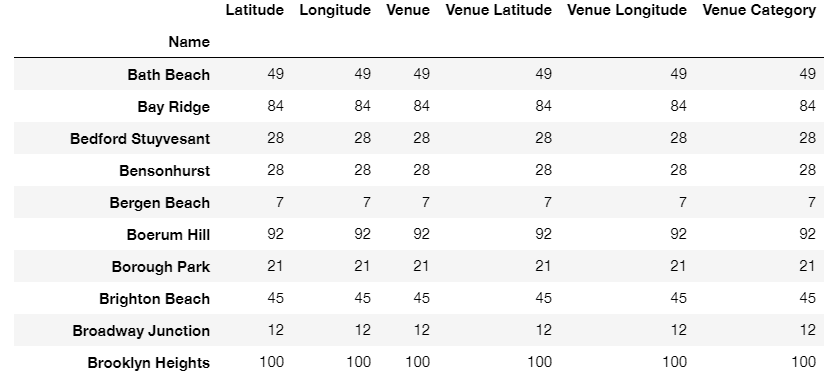 Latitude Longitude Venue Venue Latitude Venue Longitude Venue Category
Name
Bath Beach 49 49 49 49 49 49
Bay Ridge 84 84 84 84 84 84
Bedford Stuyvesant 28 28 28 28 28 28
Bensonhurst 28 28 28 28 28 28
Bergen Beach 7 7 7 7 7 7
Boerum Hill 92 92 92 92 92 92
Borough Park 21 21 21 21 21 21
Brighton Beach 45 45 45 45 45 45
Broadway Junction 12 12 12 12 12 12
Brooklyn Heights 100 100 100 100 100 100